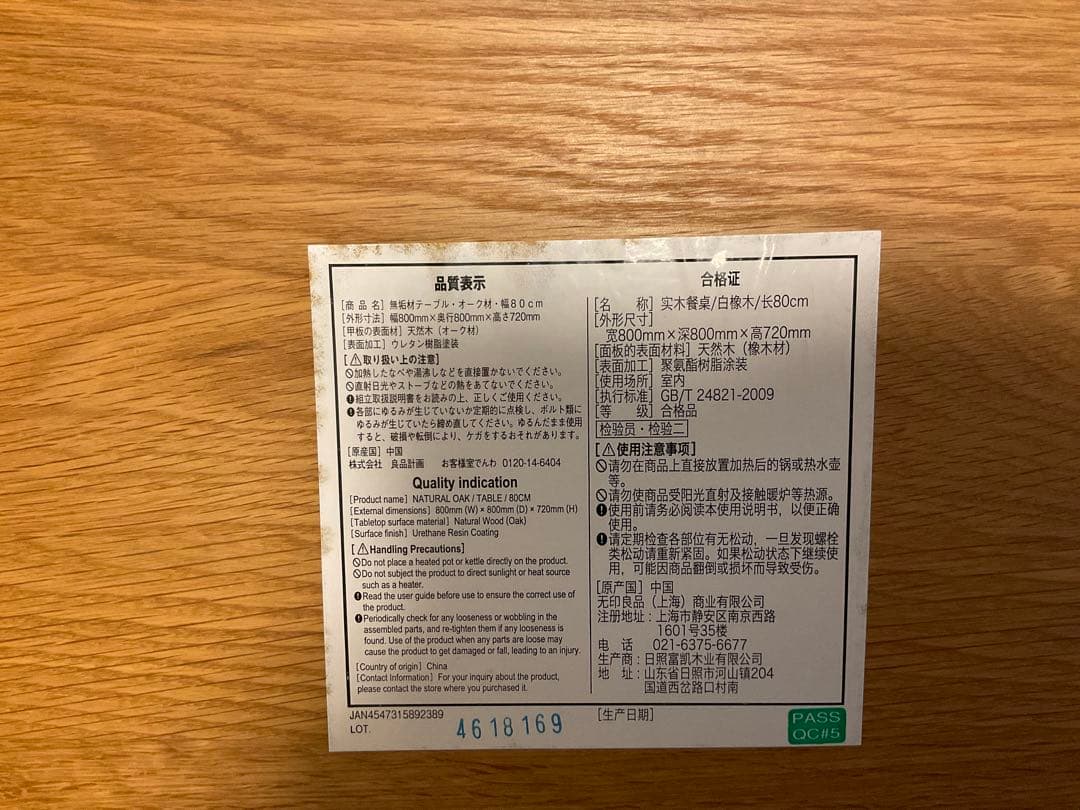 品質表示
[商 品 名] 無垢材テーブル・オーク材・幅80cm
[外形寸法] 幅800mm×奥行800mm×高さ720mm
[甲板の表面材] 天然木（オーク材）
[表面加工] ウレタン樹脂塗装
[⚠取り扱い上の注意]
🚫加熱したなべや湯沸しなどを直接置かないでください。
🚫直射日光やストーブなどの熱をあてないでください。
❗組立取扱説明書をお読みの上、正しくご使用ください。
❗各部にゆるみが生じていないか定期的に点検し、ボルト類に
ゆるみが生じていたら締め直してください。ゆるんだまま使用
すると、破損や転倒により、ケガをするおそれがあります。
[原産国] 中国
株式会社 良品計画 お客様室でんわ 0120-14-6404
Quality indication
[Product name] NATURAL OAK / TABLE / 80CM
[External dimensions] 800mm (W) × 800mm (D) × 720mm (H)
[Tabletop surface material] Natural Wood (Oak)
[Surface finish] Urethane Resin Coating
[⚠Handling Precautions]
🚫Do not place a heated pot or kettle directly on the product.
🚫Do not subject the product to direct sunlight or heat source
such as a heater.
❗Read the user guide before use to ensure the correct use of
the product.
❗Periodically check for any looseness or wobbling in the
assembled parts, and re-tighten them if any looseness is
found. Use of the product when any parts are loose may
cause the product to get damaged or fall, leading to an injury.
[Country of origin] China
[Contact Information] For your inquiry about the product,
please contact the store where you purchased it.
合格证
[名 称] 实木餐桌/白橡木/长80cm
[外形尺寸]
宽800mm×深800mm×高720mm
[面板的表面材料] 天然木（橡木材）
[表面加工] 聚氨酯树脂涂装
[使用场所] 室内
[执行标准] GB/T 24821-2009
[等 级] 合格品
检验员・检验二
[⚠使用注意事项]
🚫请勿在商品上直接放置加热后的锅或热水壶
等。
🚫请勿使商品受阳光直射及接触暖炉等热源。
❗使用前请务必阅读本使用说明书，以便正确
使用。
❗请定期检查各部位有无松动，一旦发现螺栓
类松动请重新紧固。如果松动状态下继续使
用，可能因商品翻倒或损坏而导致受伤。
[原产国] 中国
无印良品（上海）商业有限公司
注册地址：上海市静安区南京西路
1601号35楼
电 话 021-6375-6677
生产商：日照富凯木业有限公司
地 址：山东省日照市河山镇204
国道西岔路口村南
JAN4547315892389
LOT. 4618169
[生产日期]
PASS
QC#5